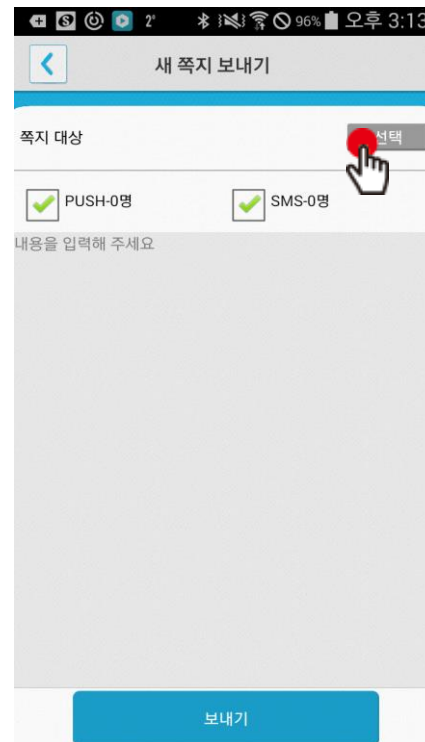 2° 96% 오후 3:13
새 쪽지 보내기
쪽지 대상 선택
PUSH-0명 SMS-0명
내용을 입력해 주세요
보내기